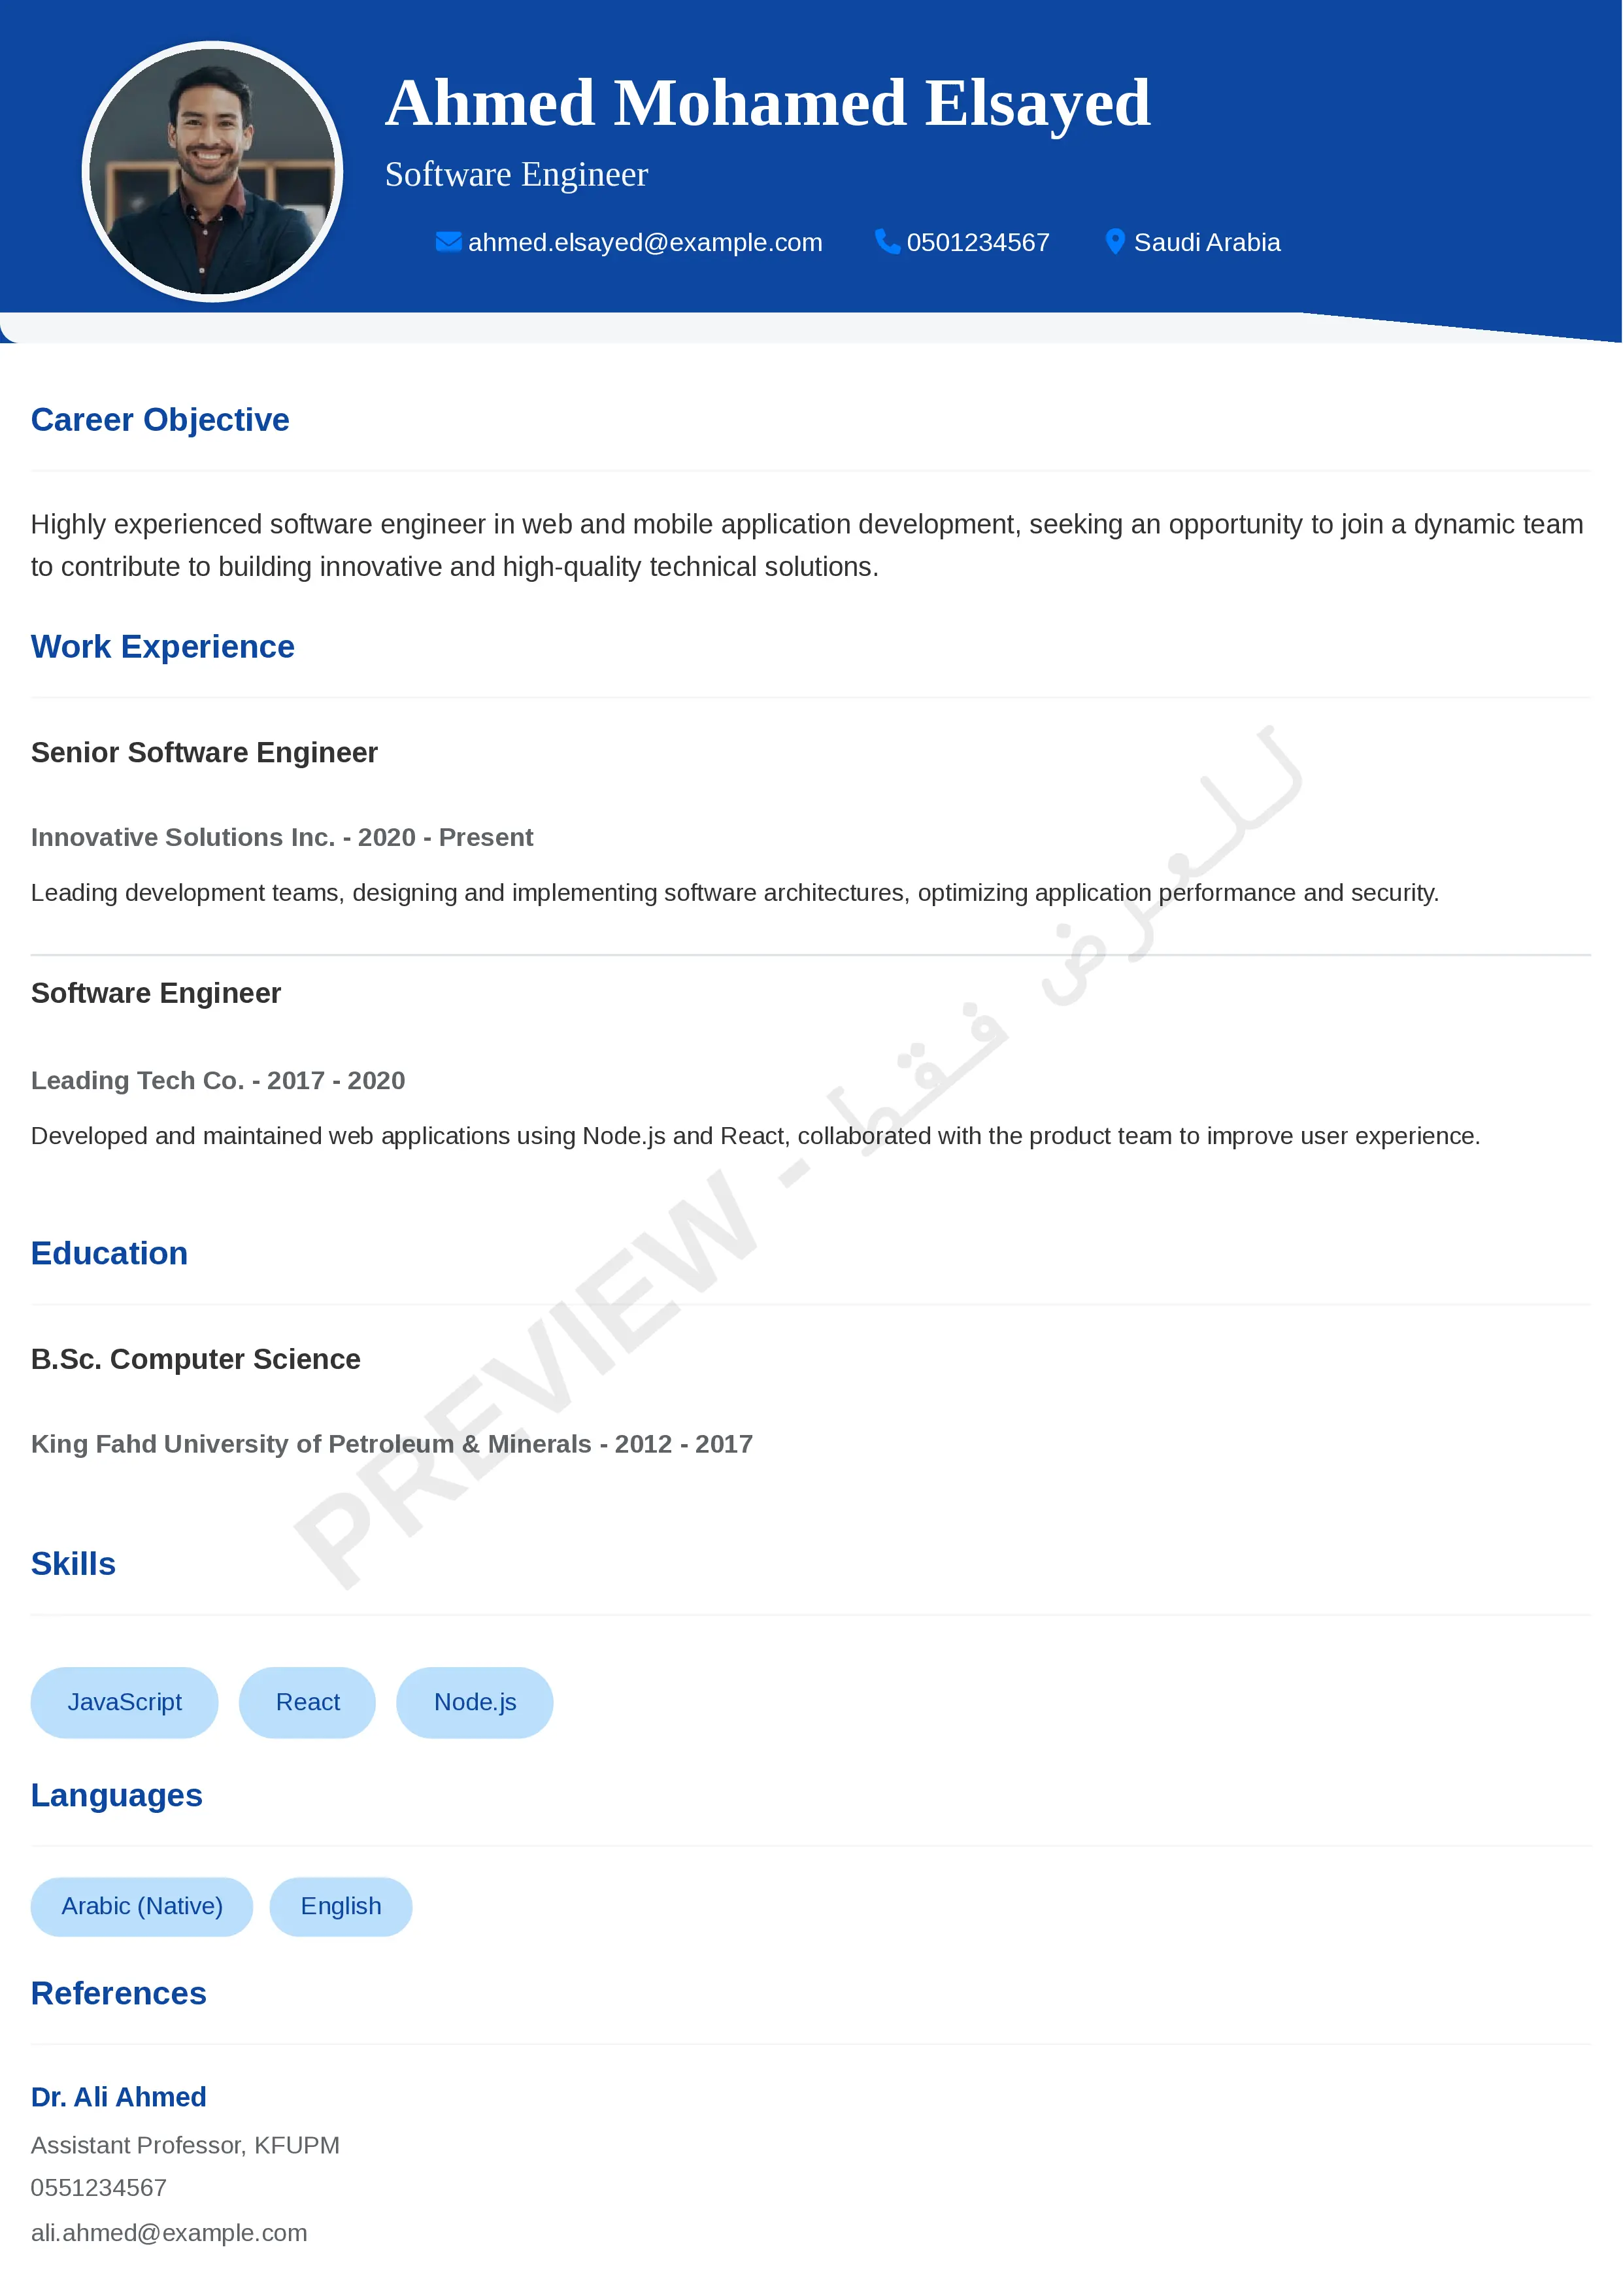 Ahmed Mohamed Elsayed
Software Engineer
ahmed.elsayed@example.com 0501234567 Saudi Arabia
Career Objective
Highly experienced software engineer in web and mobile application development, seeking an opportunity to join a dynamic team
to contribute to building innovative and high-quality technical solutions.
Work Experience
Senior Software Engineer
Innovative Solutions Inc. - 2020 - Present
Leading development teams, designing and implementing software architectures, optimizing application performance and security.
Software Engineer
Leading Tech Co. - 2017 - 2020
Developed and maintained web applications using Node.js and React, collaborated with the product team to improve user experience.
PREVIEW - للعرض فقط
Education
B.Sc. Computer Science
King Fahd University of Petroleum & Minerals - 2012 - 2017
Skills
JavaScript React Node.js
Languages
Arabic (Native) English
References
Dr. Ali Ahmed
Assistant Professor, KFUPM
0551234567
ali.ahmed@example.com